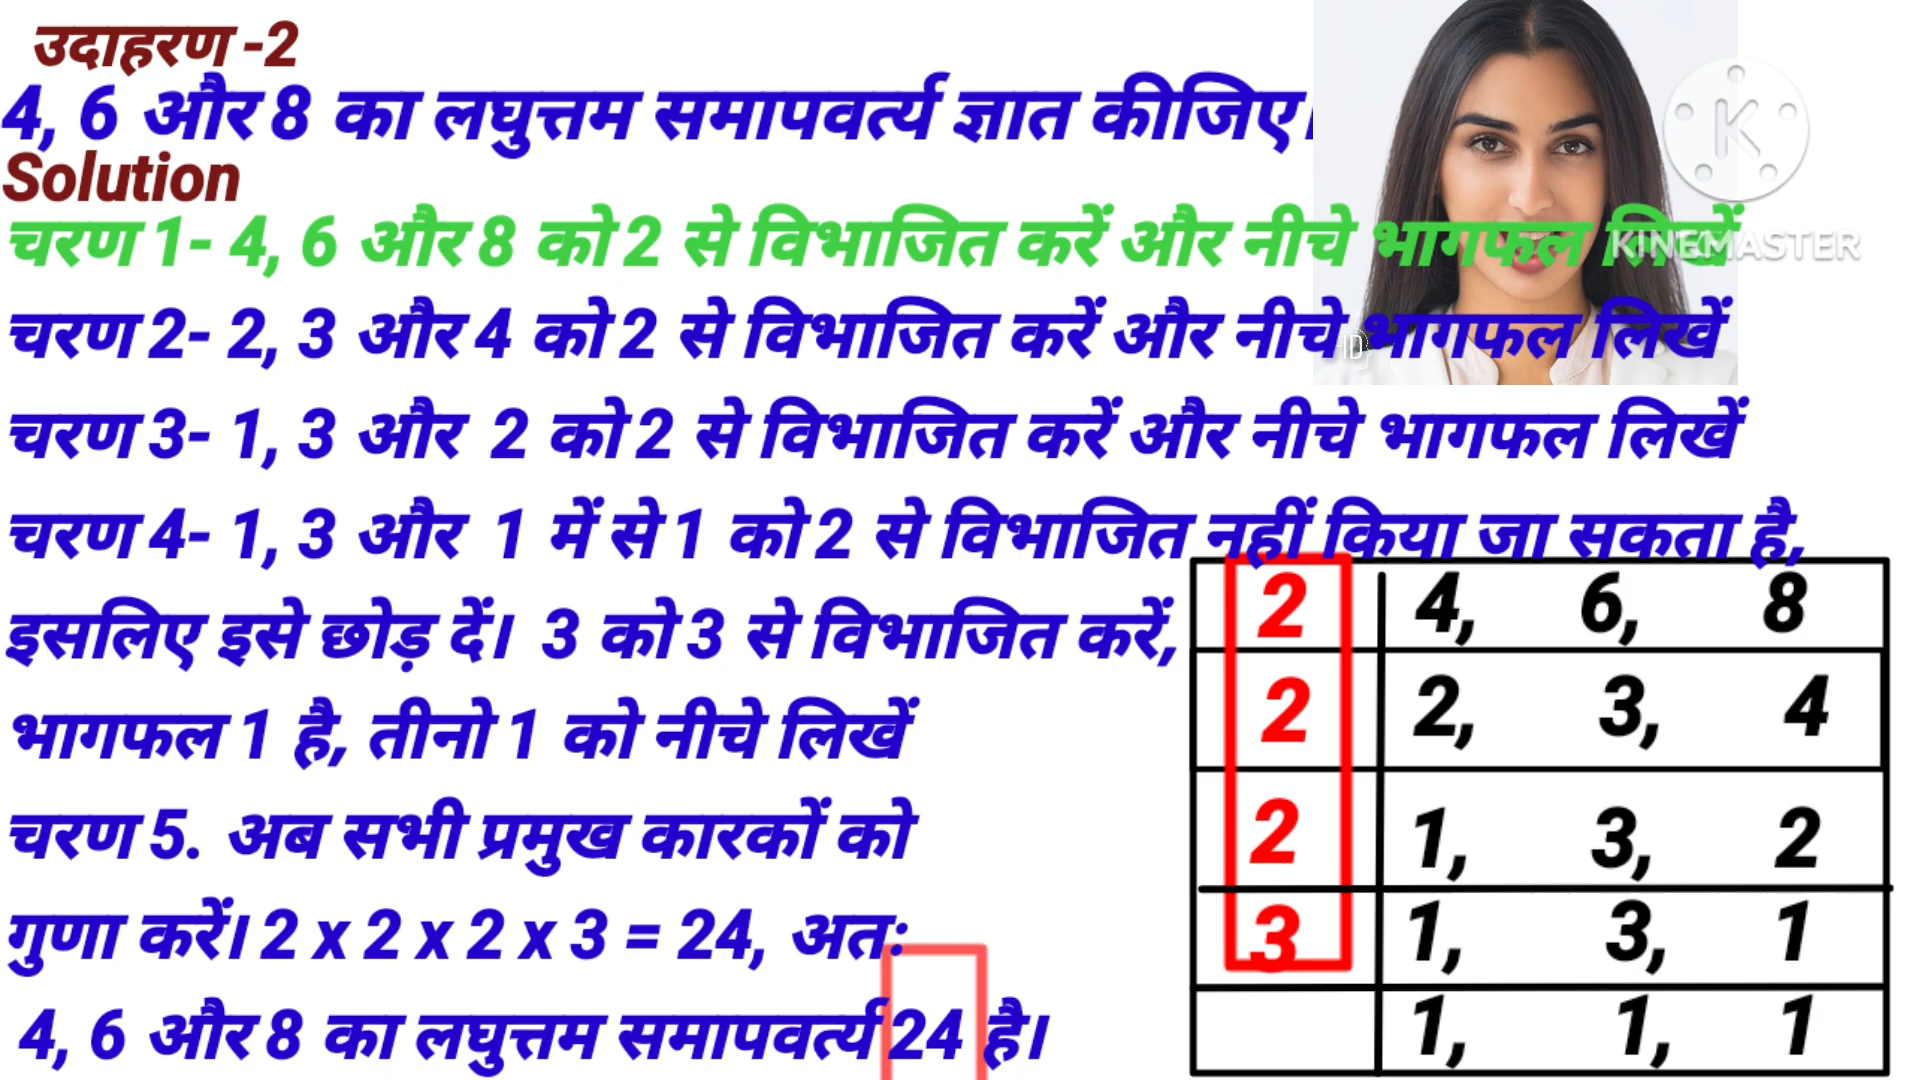 उदाहरण -2
4, 6 और 8 का लघुत्तम समापवर्त्य ज्ञात कीजिए।
Solution
चरण 1- 4, 6 और 8 को 2 से विभाजित करें और नीचे भागफल लिखें
KINEMASTER
चरण 2- 2, 3 और 4 को 2 से विभाजित करें और नीचे भागफल लिखें
चरण 3- 1, 3 और 2 को 2 से विभाजित करें और नीचे भागफल लिखें
चरण 4- 1, 3 और 1 में से 1 को 2 से विभाजित नहीं किया जा सकता है,
इसलिए इसे छोड़ दें। 3 को 3 से विभाजित करें,
भागफल 1 है, तीनो 1 को नीचे लिखें
चरण 5. अब सभी प्रमुख कारकों को
गुणा करें। 2 x 2 x 2 x 3 = 24, अतः
4, 6 और 8 का लघुत्तम समापवर्त्य 24 है।
2 4, 6, 8
2 2, 3, 4
2 1, 3, 2
3 1, 3, 1
1, 1, 1